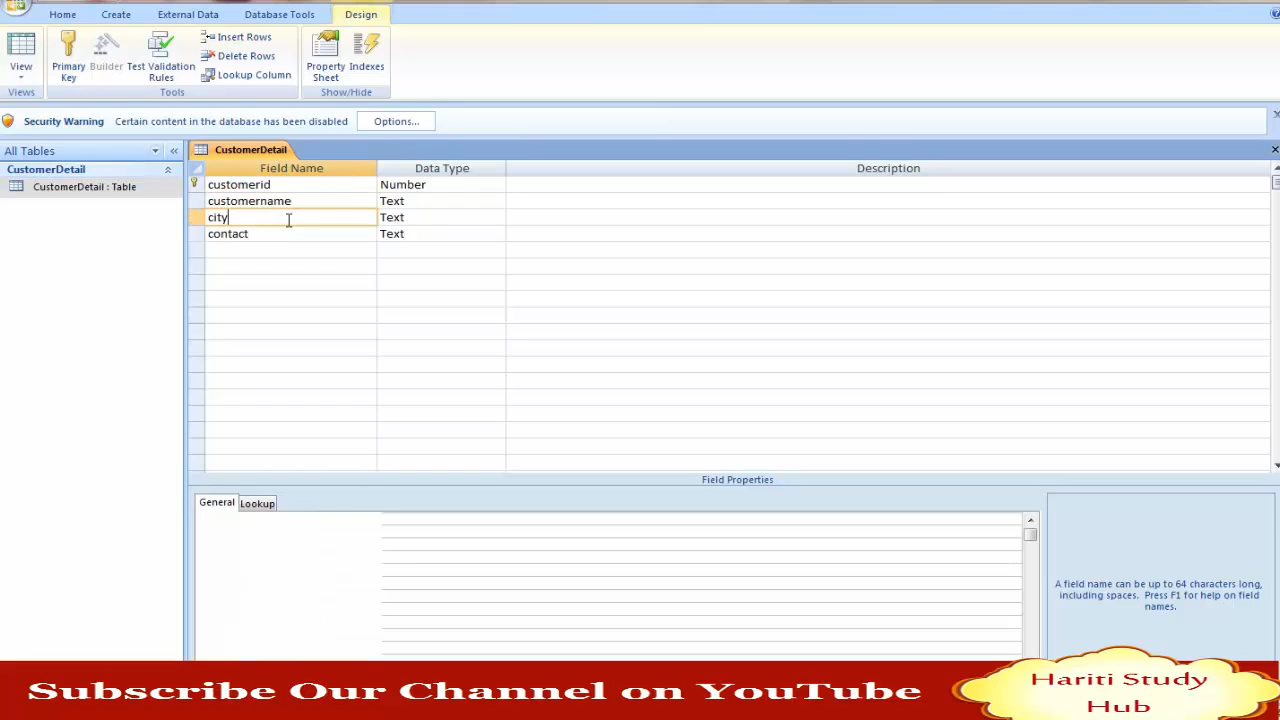 Home Create External Data Database Tools Design
View
Primary Key
Builder
Test Validation Rules
Insert Rows
Delete Rows
Lookup Column
Property Sheet
Indexes
Views Tools Show/Hide
Security Warning Certain content in the database has been disabled Options...
All Tables «
CustomerDetail
CustomerDetail : Table
CustomerDetail
Field Name Data Type Description
customerid Number
customername Text
city Text
contact Text
Field Properties
General Lookup
A field name can be up to 64 characters long,
including spaces. Press F1 for help on field
names.
Subscribe Our Channel on YouTube
Hariti Study
Hub